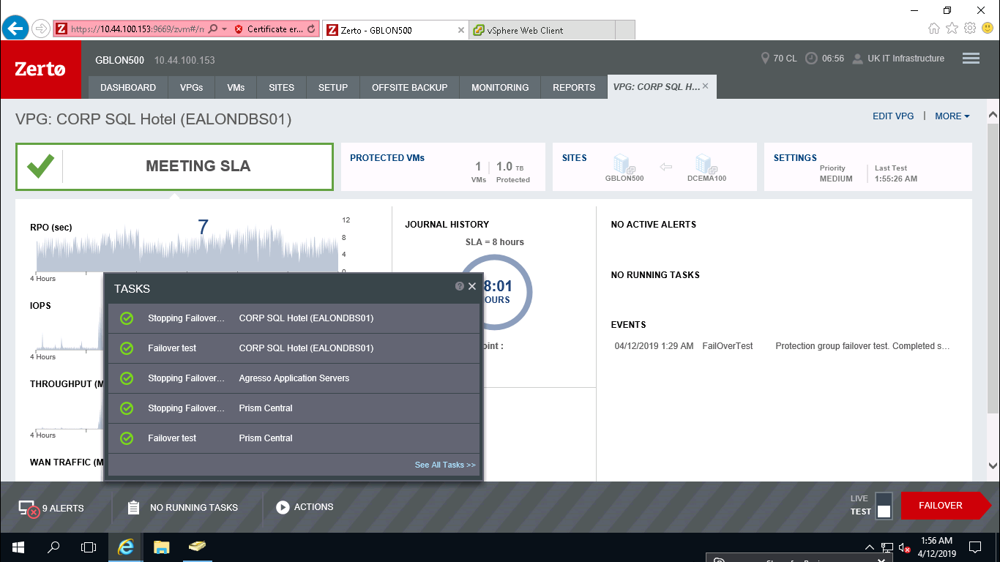 https://10.44.100.153:9669/zvm#/n
Certificate er...
Zerto - GBLON500
vSphere Web Client
Zerto
GBLON500 10.44.100.153
70 CL
06:56
UK IT Infrastructure
DASHBOARD VPGs VMs SITES SETUP OFFSITE BACKUP MONITORING REPORTS VPG: CORP SQL H...
VPG: CORP SQL Hotel (EALONDBS01)
EDIT VPG | MORE
MEETING SLA
PROTECTED VMs
1 1.0 TB
VMs Protected
SITES
GBLON500 DCEMA100
SETTINGS
Priority Last Test
MEDIUM 1:55:26 AM
RPO (sec)
7
12
8
4
0
4 Hours
IOPS
4 Hours
THROUGHPUT (M
4 Hours
WAN TRAFFIC (M
JOURNAL HISTORY
SLA = 8 hours
8:01
OURS
oint :
NO ACTIVE ALERTS
NO RUNNING TASKS
EVENTS
04/12/2019 1:29 AM FailOverTest Protection group failover test. Completed s...
TASKS
Stopping Failover... CORP SQL Hotel (EALONDBS01)
Failover test CORP SQL Hotel (EALONDBS01)
Stopping Failover... Agresso Application Servers
Stopping Failover... Prism Central
Failover test Prism Central
See All Tasks >>
9 ALERTS
NO RUNNING TASKS
ACTIONS
LIVE
TEST
FAILOVER
1:56 AM
4/12/2019